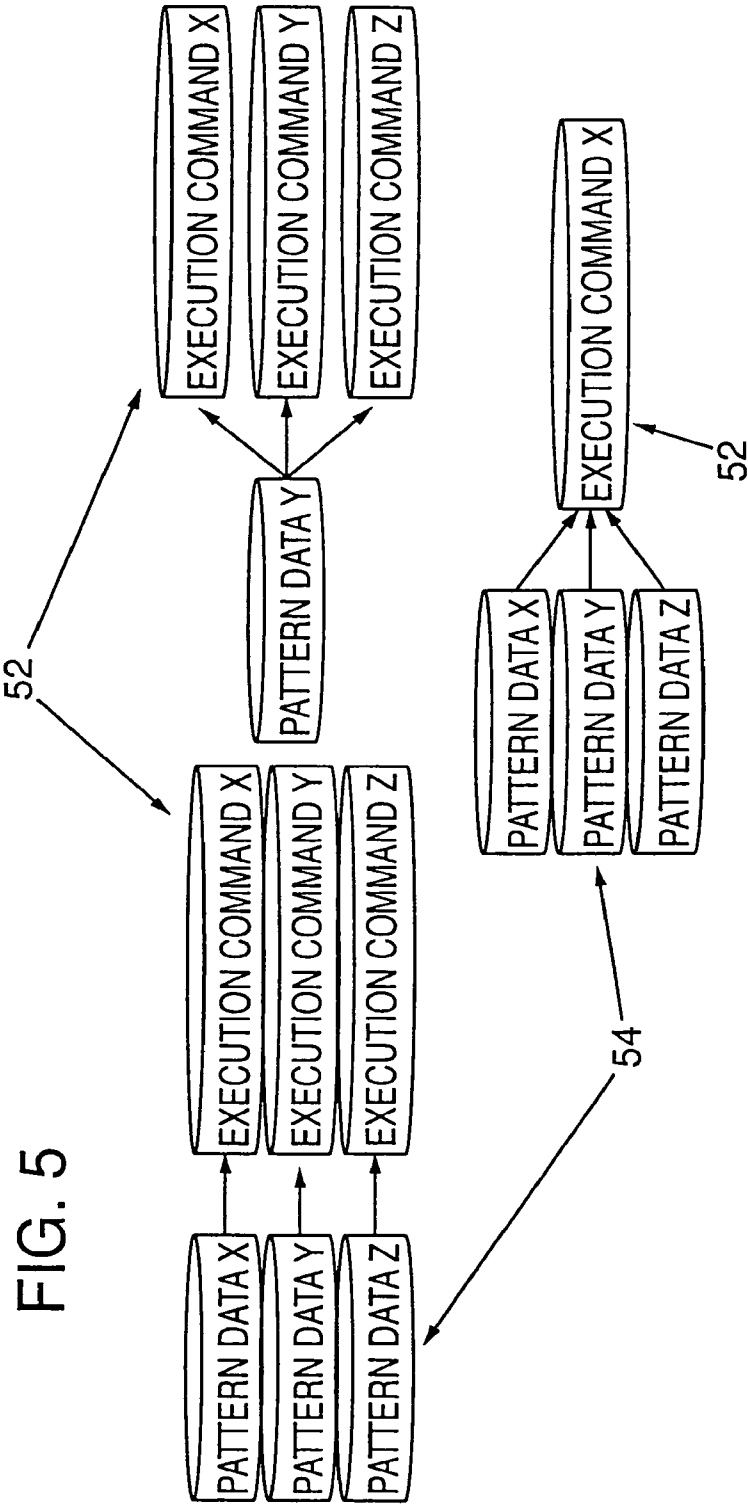 FIG. 5
52
PATTERN DATA X
PATTERN DATA Y
PATTERN DATA Z
EXECUTION COMMAND X
EXECUTION COMMAND Y
EXECUTION COMMAND Z
PATTERN DATA Y
EXECUTION COMMAND X
EXECUTION COMMAND Y
EXECUTION COMMAND Z
54
PATTERN DATA X
PATTERN DATA Y
PATTERN DATA Z
EXECUTION COMMAND X
52